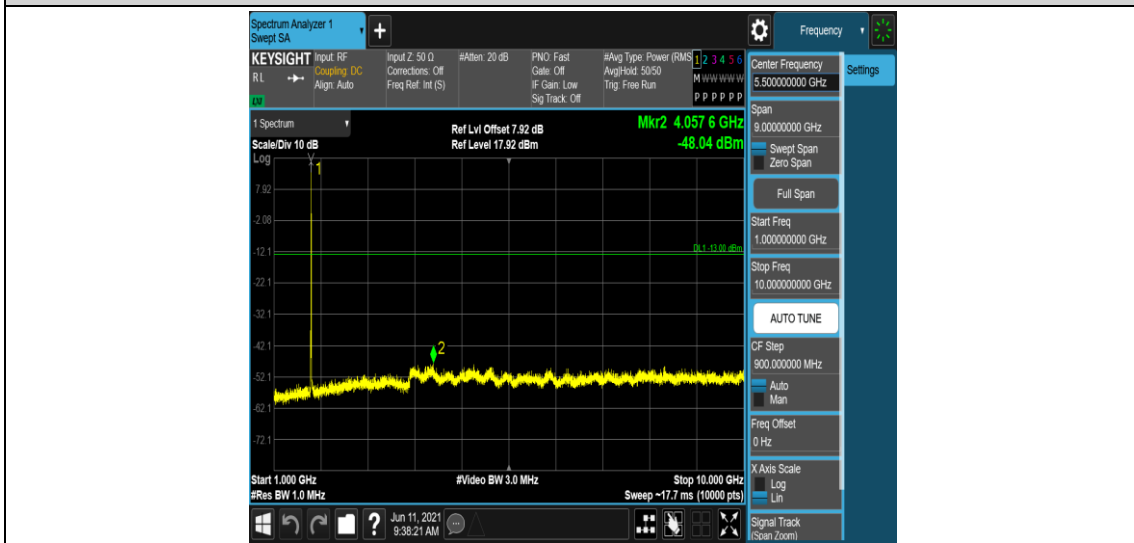 Spectrum Analyzer 1
Swept SA
+
Frequency
KEYSIGHT
RL
LXI
Input: RF
Coupling: DC
Align: Auto
Input Z: 50 Ω
Corrections: Off
Freq Ref: Int (S)
#Atten: 20 dB
PNO: Fast
Gate: Off
IF Gain: Low
Sig Track: Off
#Avg Type: Power (RMS
Avg|Hold: 50/50
Trig: Free Run
1 2 3 4 5 6
M W W W W W
P P P P P P
Center Frequency
5.500000000 GHz
Settings
1 Spectrum
Scale/Div 10 dB
Ref Lvl Offset 7.92 dB
Ref Level 17.92 dBm
Mkr2 4.057 6 GHz
-48.04 dBm
Log
1
7.92
-2.08
-12.1
DL1 -13.00 dBm
-22.1
-32.1
-42.1
2
-52.1
-62.1
-72.1
Start 1.000 GHz
#Res BW 1.0 MHz
#Video BW 3.0 MHz
Stop 10.000 GHz
Sweep ~17.7 ms (10000 pts)
Span
9.00000000 GHz
Swept Span
Zero Span
Full Span
Start Freq
1.000000000 GHz
Stop Freq
10.000000000 GHz
AUTO TUNE
CF Step
900.000000 MHz
Auto
Man
Freq Offset
0 Hz
X Axis Scale
Log
Lin
Signal Track
(Span Zoom)
?
Jun 11, 2021
9:38:21 AM